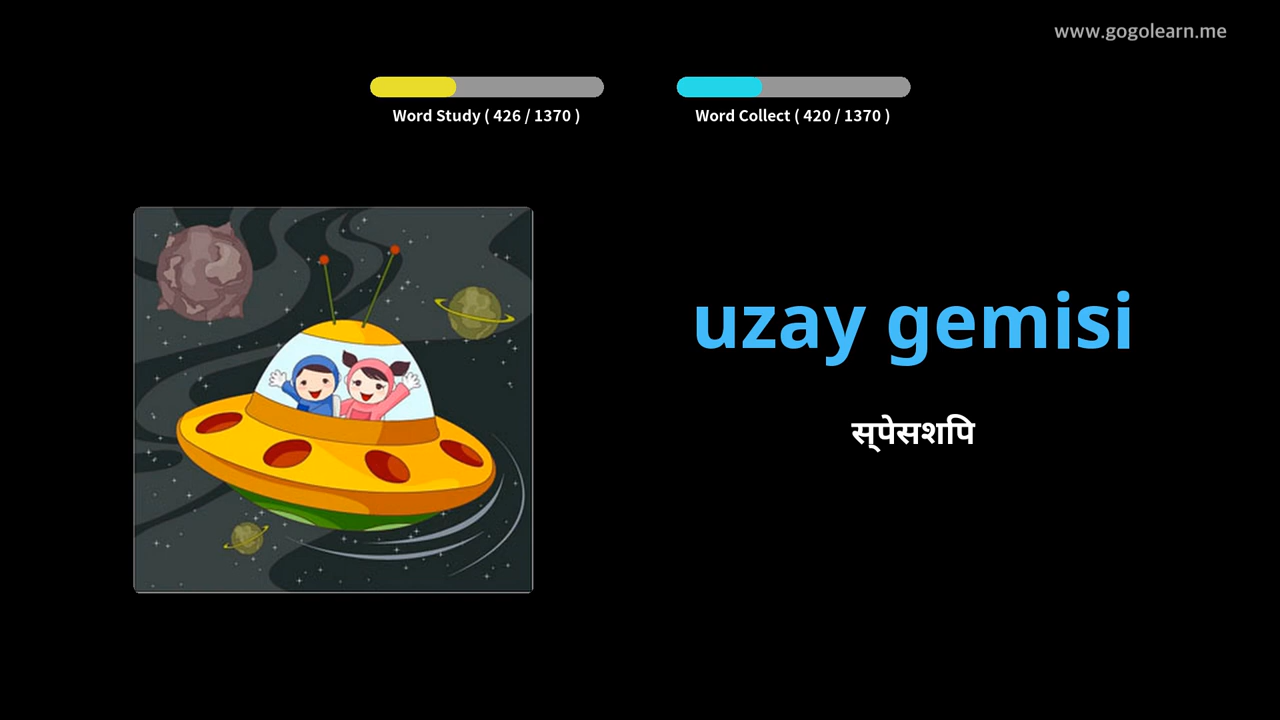 www.gogolearn.me
Word Study ( 426 / 1370 )
Word Collect ( 420 / 1370 )
uzay gemisi
स्पेसशिप